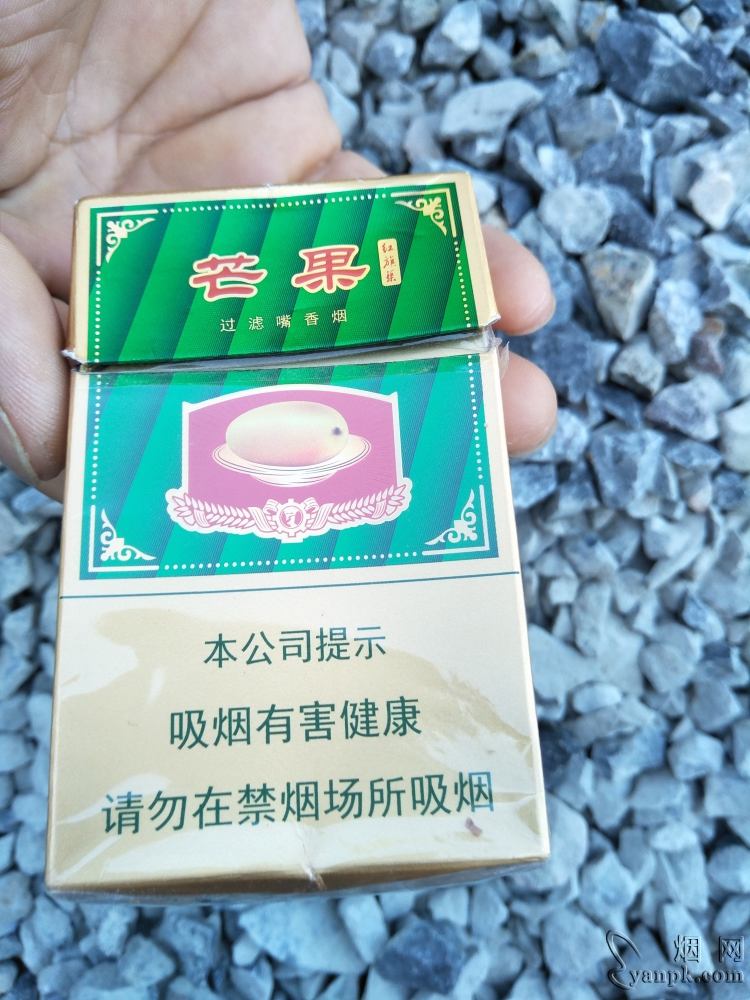 芒果 红旗渠
过滤嘴香烟
本公司提示
吸烟有害健康
请勿在禁烟场所吸烟
烟网
yanpk.com